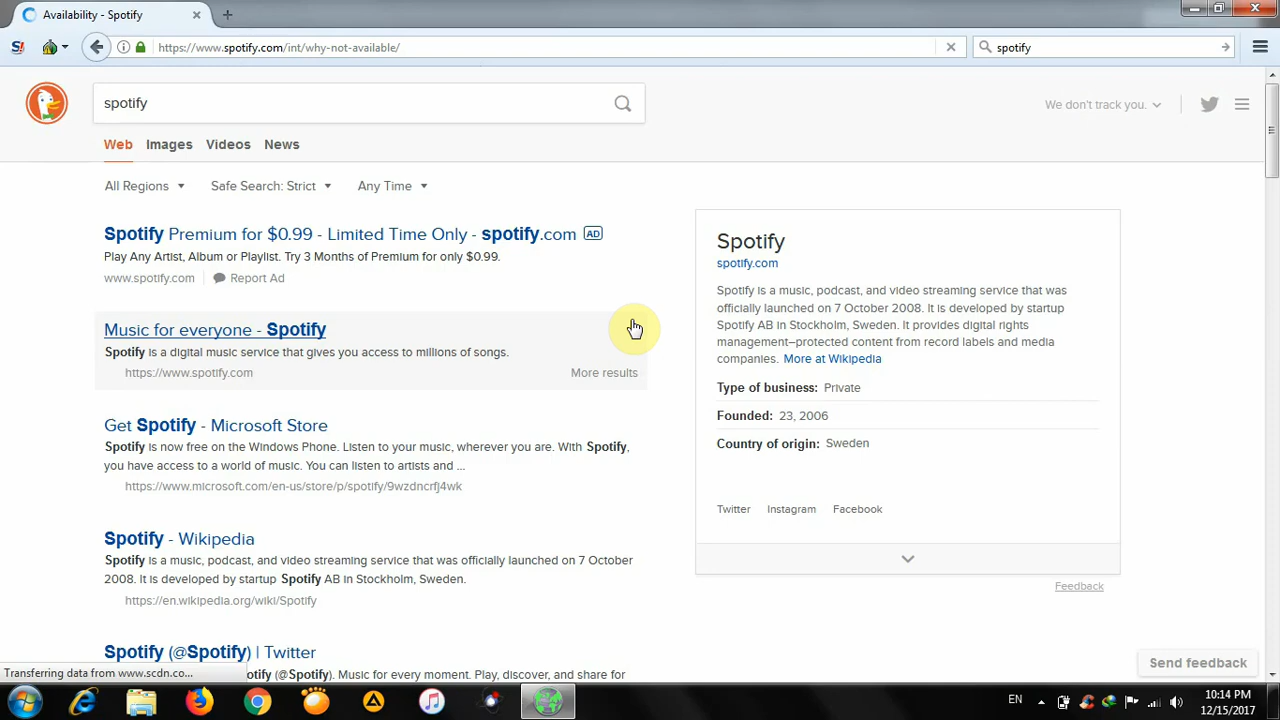 Availability - Spotify
https://www.spotify.com/int/why-not-available/
spotify
spotify
We don't track you.
Web Images Videos News
All Regions Safe Search: Strict Any Time
Spotify Premium for $0.99 - Limited Time Only - spotify.com AD
Play Any Artist, Album or Playlist. Try 3 Months of Premium for only $0.99.
www.spotify.com Report Ad
Music for everyone - Spotify
Spotify is a digital music service that gives you access to millions of songs.
https://www.spotify.com More results
Get Spotify - Microsoft Store
Spotify is now free on the Windows Phone. Listen to your music, wherever you are. With Spotify,
you have access to a world of music. You can listen to artists and ...
https://www.microsoft.com/en-us/store/p/spotify/9wzdncrfj4wk
Spotify - Wikipedia
Spotify is a music, podcast, and video streaming service that was officially launched on 7 October
2008. It is developed by startup Spotify AB in Stockholm, Sweden.
https://en.wikipedia.org/wiki/Spotify
Spotify (@Spotify) | Twitter
otify (@Spotify). Music for every moment. Play, discover, and share for
Spotify
spotify.com
Spotify is a music, podcast, and video streaming service that was
officially launched on 7 October 2008. It is developed by startup
Spotify AB in Stockholm, Sweden. It provides digital rights
management–protected content from record labels and media
companies. More at Wikipedia
Type of business: Private
Founded: 23, 2006
Country of origin: Sweden
Twitter Instagram Facebook
Feedback
Send feedback
Transferring data from www.scdn.co...
EN
10:14 PM
12/15/2017